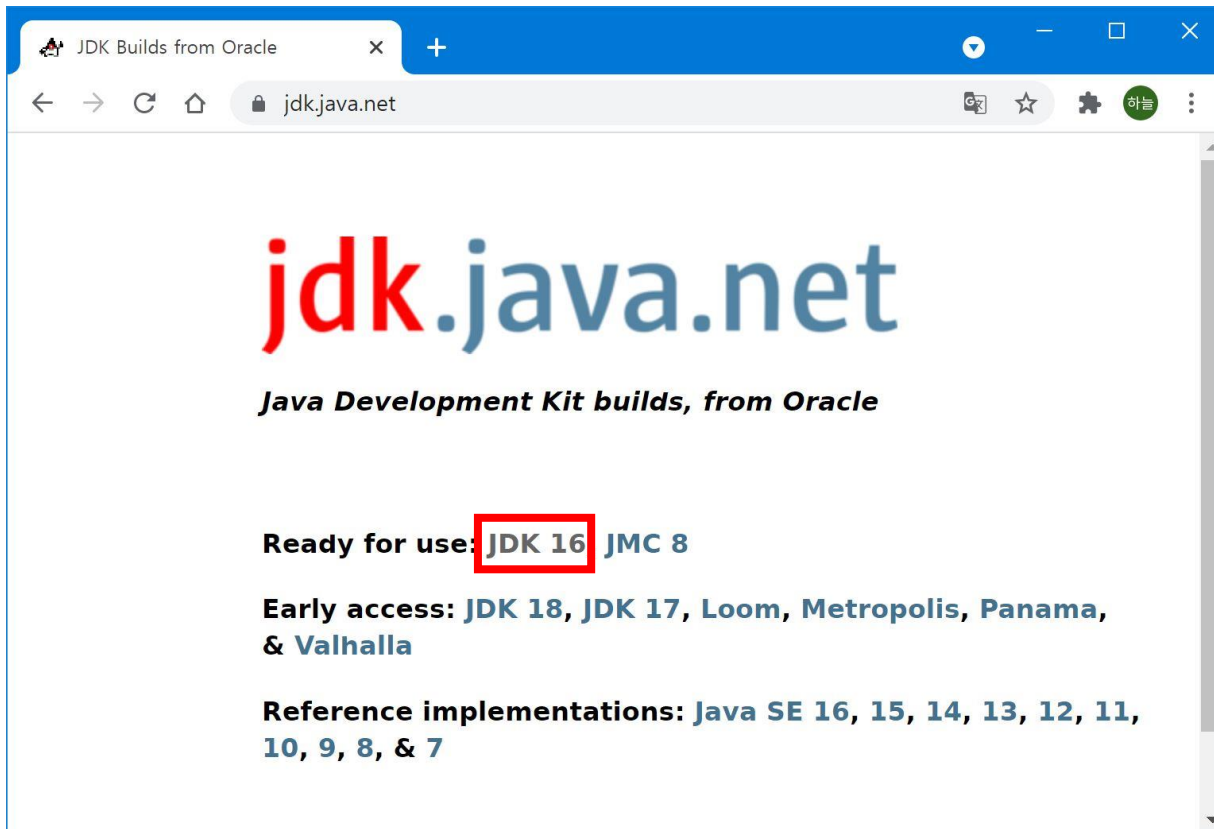 JDK Builds from Oracle
jdk.java.net
하늘
jdk.java.net
Java Development Kit builds, from Oracle
Ready for use: JDK 16 JMC 8
Early access: JDK 18, JDK 17, Loom, Metropolis, Panama,
& Valhalla
Reference implementations: Java SE 16, 15, 14, 13, 12, 11,
10, 9, 8, & 7